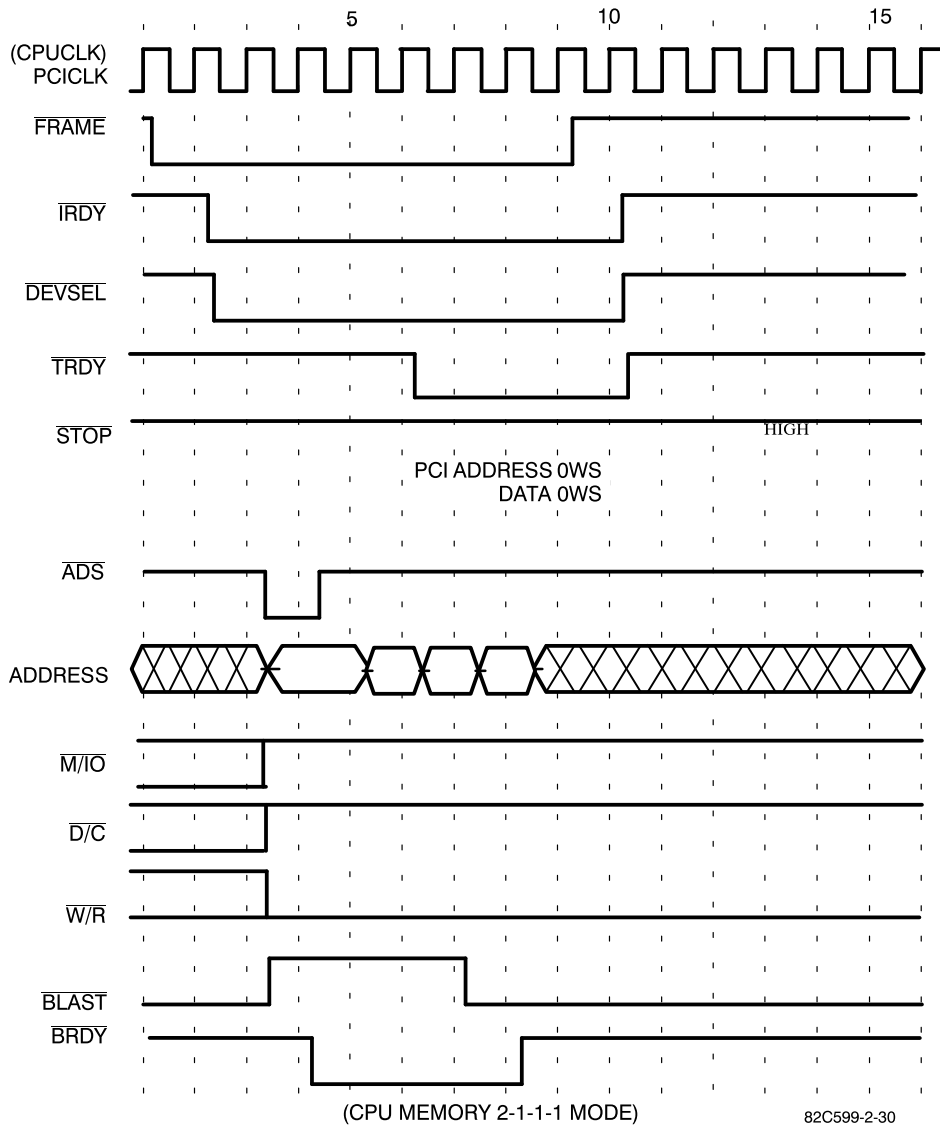 5 10 15
(CPUCLK)
PCICLK
FRAME
IRDY
DEVSEL
TRDY
STOP
HIGH
PCI ADDRESS 0WS
DATA 0WS
ADS
ADDRESS
M/IO
D/C
W/R
BLAST
BRDY
(CPU MEMORY 2-1-1-1 MODE)
82C599-2-30